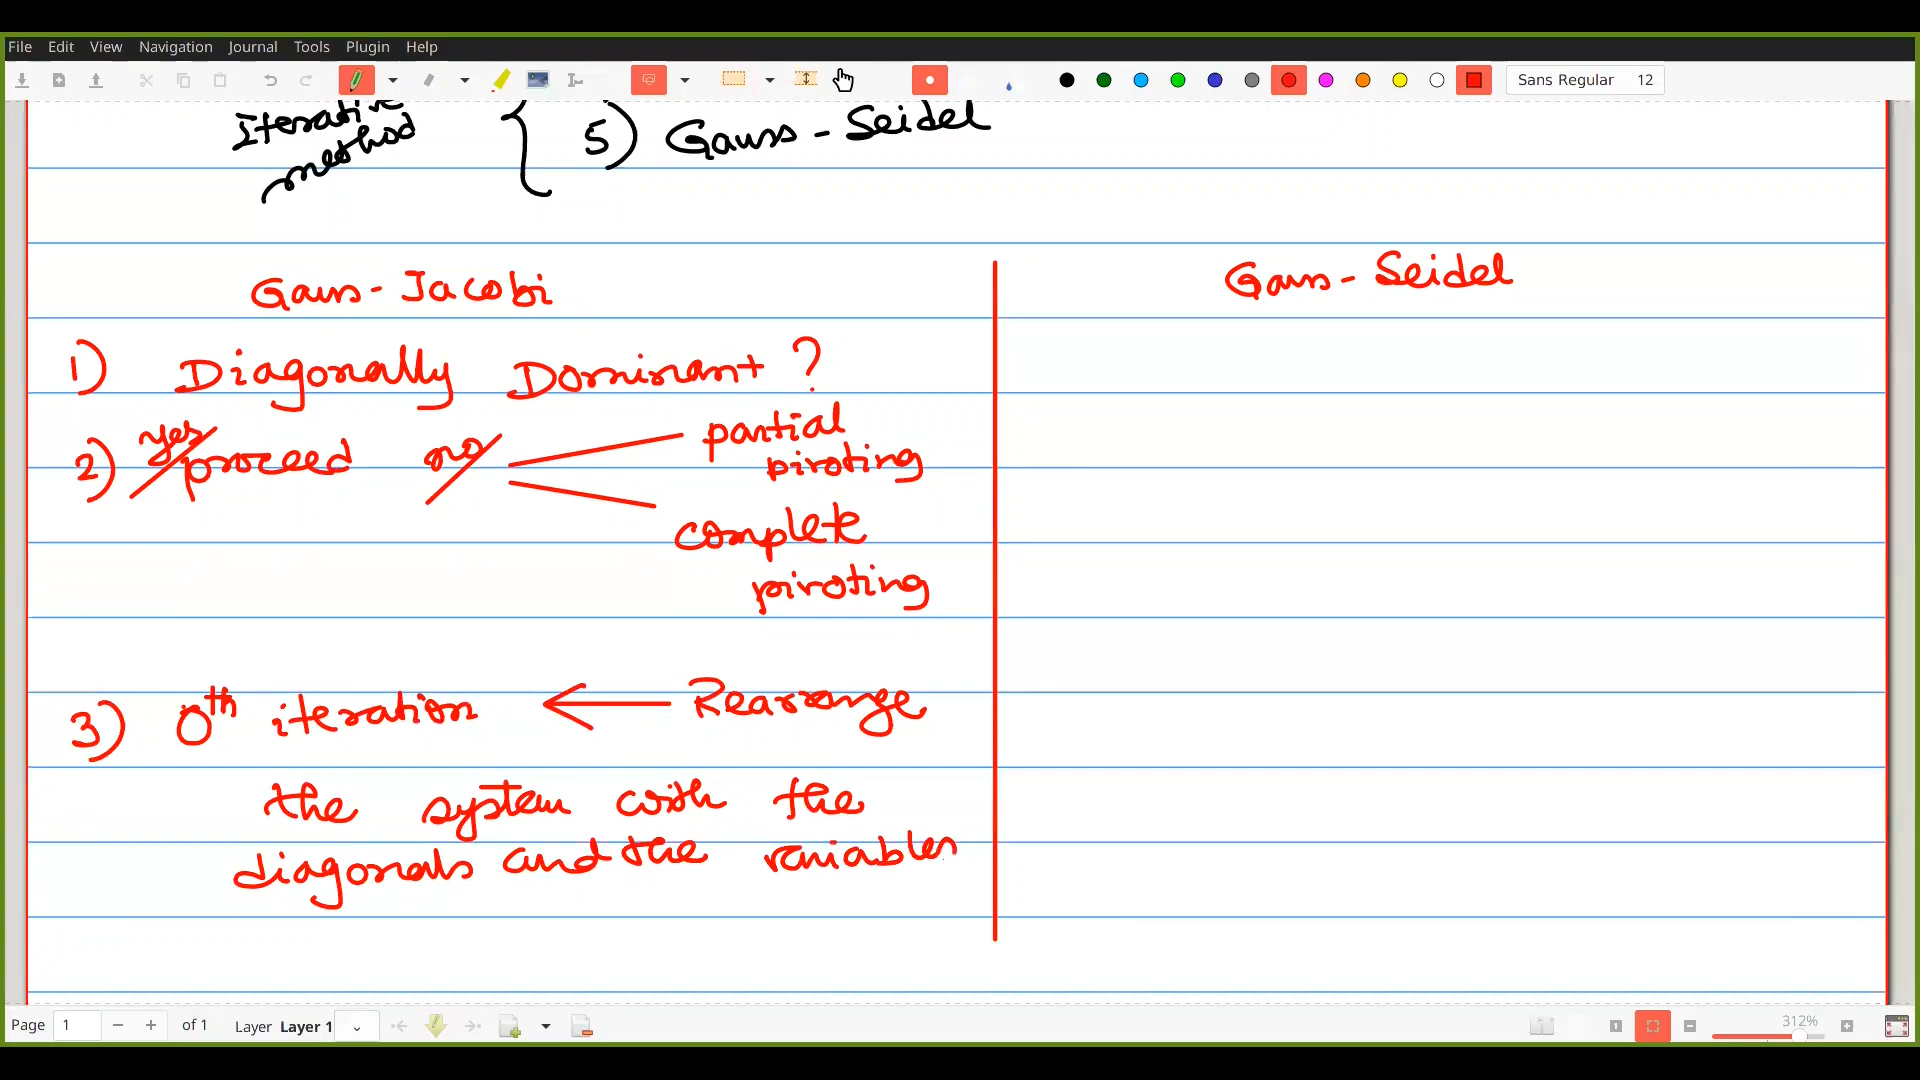 File Edit View Navigation Journal Tools Plugin Help
Sans Regular 12
Iterative
method
5) Gauss - Seidel
Gauss - Jacobi
1) Diagonally Dominant ?
2) yes/proceed no/
partial
pivoting
complete
pivoting
3) 0th iteration ← Rearrange
the system with the
diagonals and the variables
Gauss - Seidel
Page 1 of 1 Layer Layer 1 312%